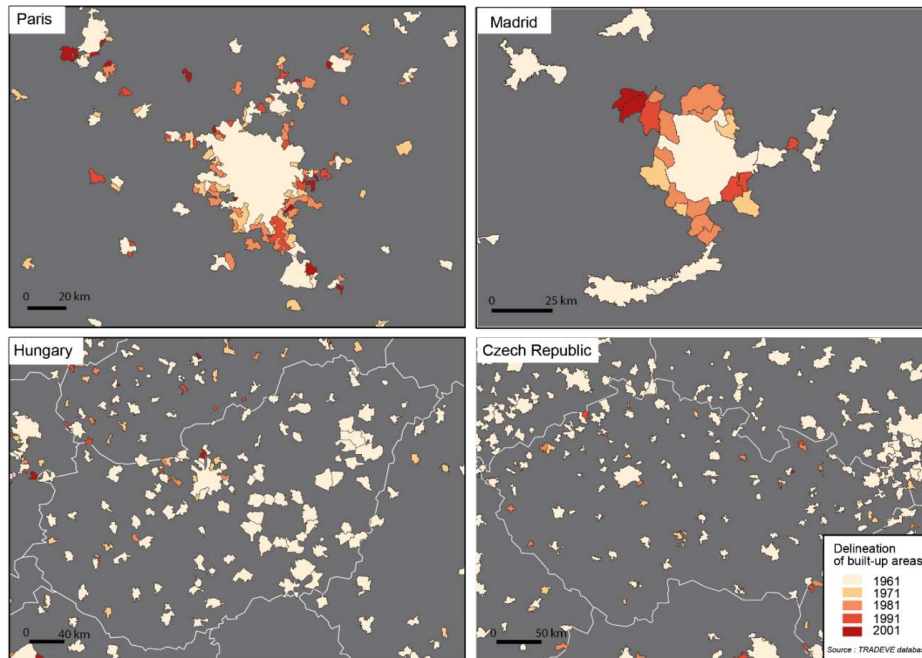 Paris
0 20 km
Madrid
0 25 km
Hungary
0 40 km
Czech Republic
0 50 km
Delineation
of built-up areas
1961
1971
1981
1991
2001
Source : TRADEVE databas